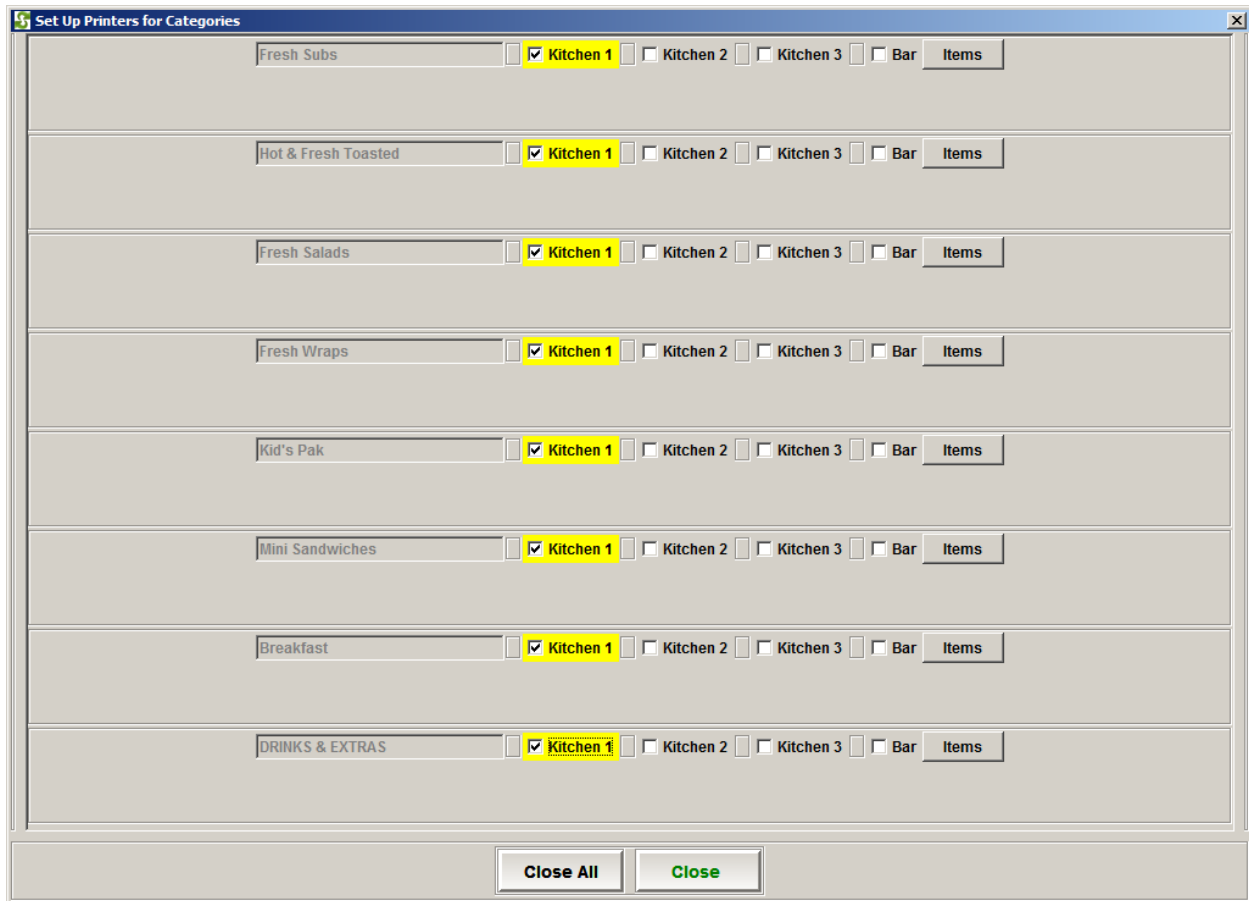 Set Up Printers for Categories
Fresh Subs Kitchen 1 Kitchen 2 Kitchen 3 Bar Items
Hot & Fresh Toasted Kitchen 1 Kitchen 2 Kitchen 3 Bar Items
Fresh Salads Kitchen 1 Kitchen 2 Kitchen 3 Bar Items
Fresh Wraps Kitchen 1 Kitchen 2 Kitchen 3 Bar Items
Kid's Pak Kitchen 1 Kitchen 2 Kitchen 3 Bar Items
Mini Sandwiches Kitchen 1 Kitchen 2 Kitchen 3 Bar Items
Breakfast Kitchen 1 Kitchen 2 Kitchen 3 Bar Items
DRINKS & EXTRAS Kitchen 1 Kitchen 2 Kitchen 3 Bar Items
Close All Close